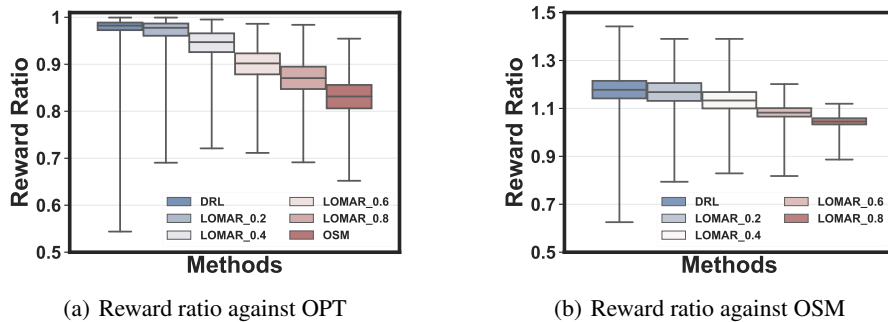 1
0.9
0.8
0.7
0.6
0.5
Reward Ratio
DRL
LOMAR_0.2
LOMAR_0.4
LOMAR_0.6
LOMAR_0.8
OSM
Methods
(a) Reward ratio against OPT
1.5
1.3
1.1
0.9
0.7
0.5
Reward Ratio
DRL
LOMAR_0.2
LOMAR_0.4
LOMAR_0.6
LOMAR_0.8
Methods
(b) Reward ratio against OSM